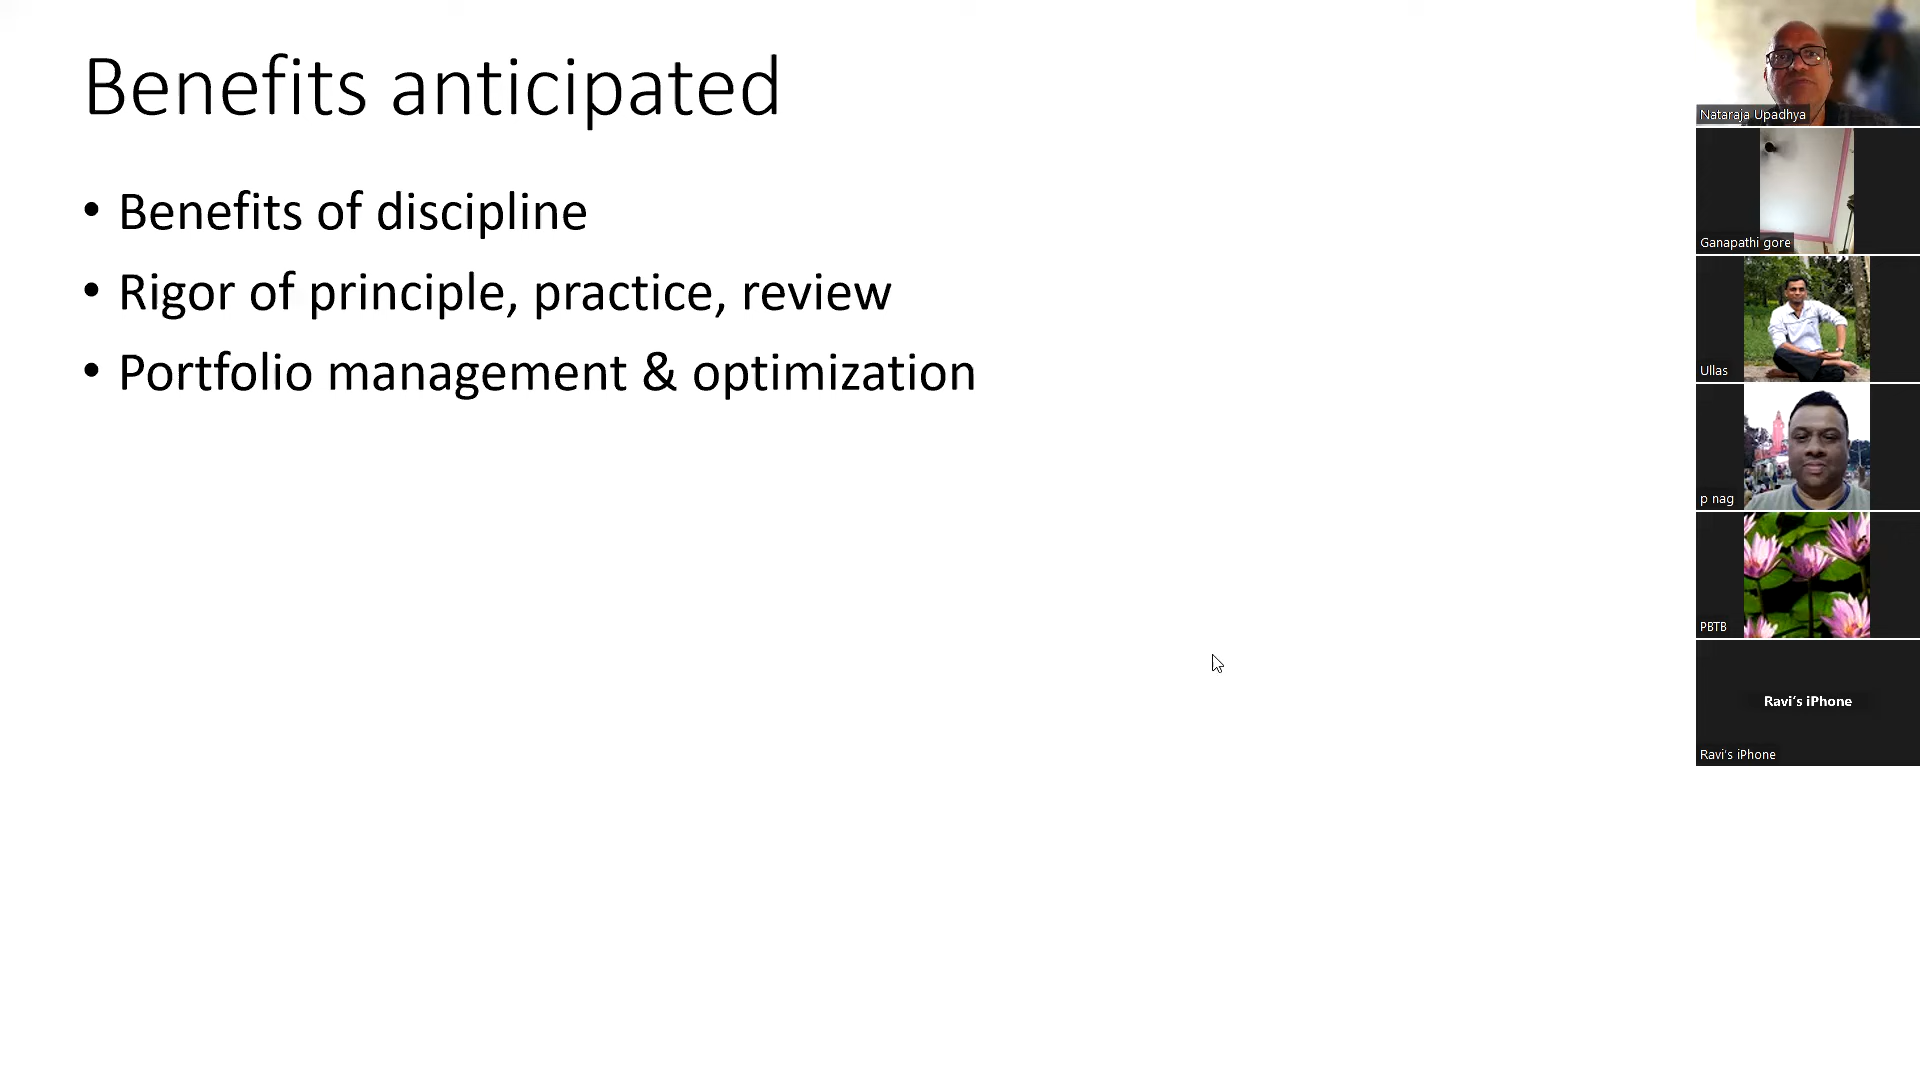 Benefits anticipated
• Benefits of discipline
• Rigor of principle, practice, review
• Portfolio management & optimization
Nataraja Upadhya
Ganapathi gore
Ullas
p nag
PBTB
Ravi's iPhone
Ravi's iPhone